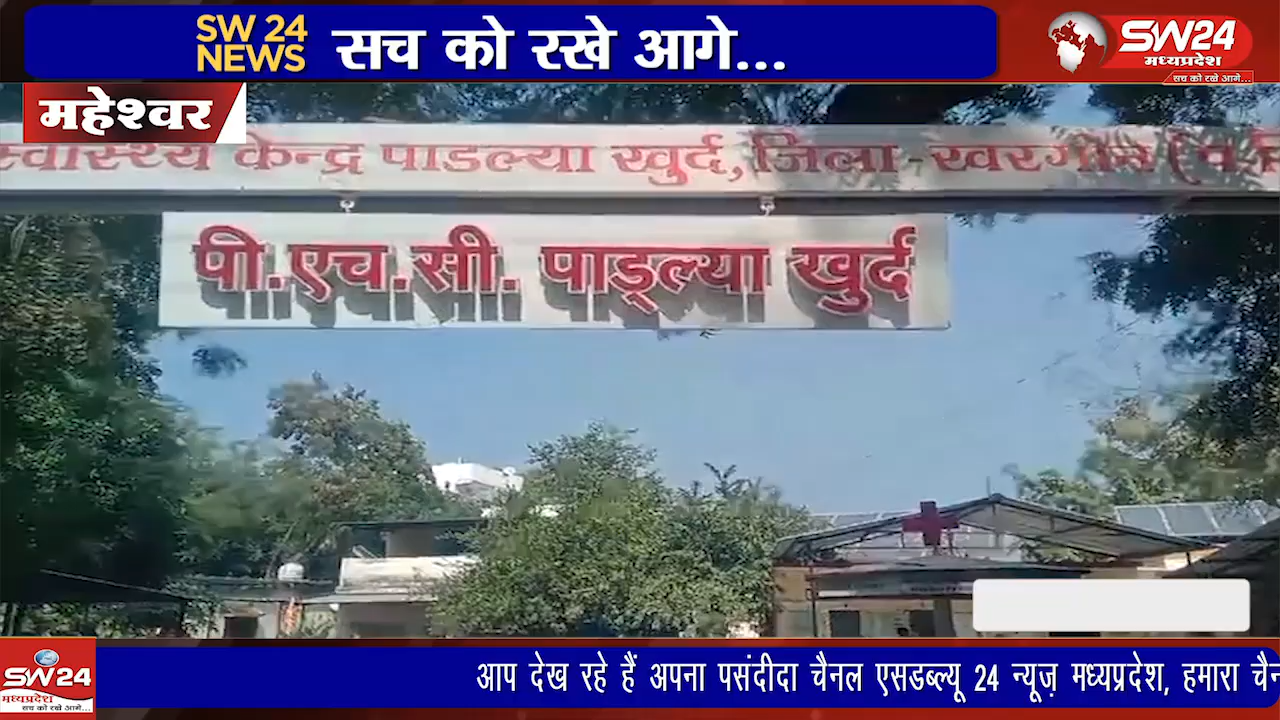 SW 24 NEWS सच को रखे आगे...
SW24
मध्यप्रदेश
सच को रखे आगे...
महेश्वर
स्वास्थ्य केन्द्र पाडल्या खुर्द, जिला-खरगोन
पी.एच.सी. पाड्ल्या खुर्द
SW24
मध्यप्रदेश
सच को रखे आगे...
आप देख रहे हैं अपना पसंदीदा चैनल एसडब्ल्यू 24 न्यूज़ मध्यप्रदेश, हमारा